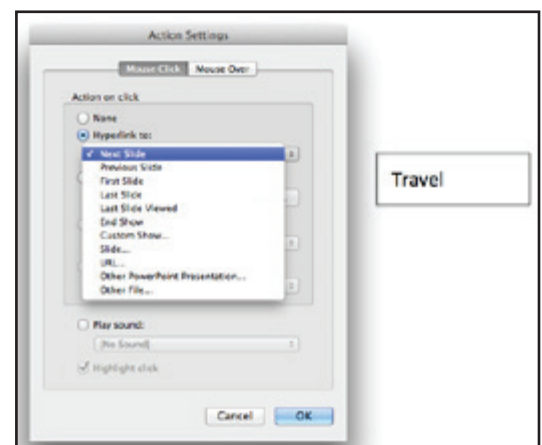 Action Settings
Mouse Click Mouse Over
Action on click
None
Hyperlink to:
Next Slide
Previous Slide
First Slide
Last Slide
Last Slide Viewed
End Show
Custom Show...
Slide...
URL...
Other PowerPoint Presentation...
Other File...
Play sound:
[No Sound]
Highlight click
Cancel OK
Travel